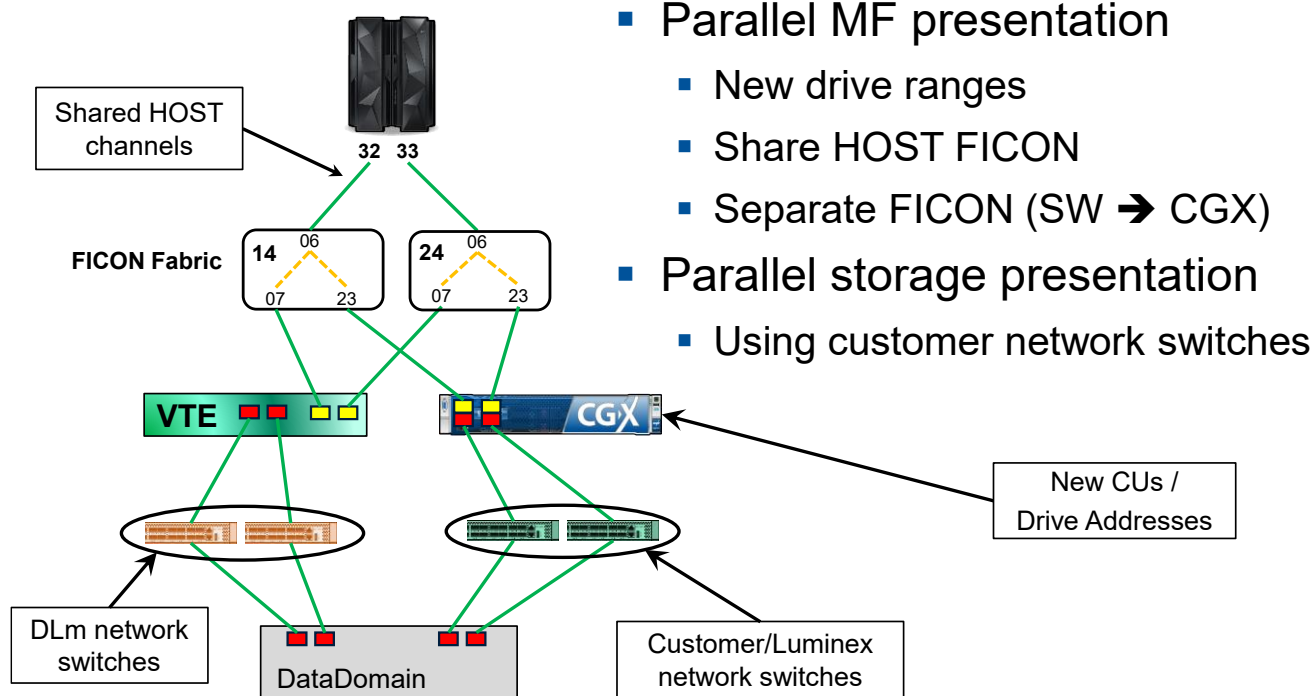 Parallel MF presentation
New drive ranges
Share HOST FICON
Separate FICON (SW ➔ CGX)
Parallel storage presentation
Using customer network switches
Shared HOST
channels
32 33
FICON Fabric
14
06
07 23
24
06
07 23
VTE
CGX
New CUs /
Drive Addresses
DLm network
switches
Customer/Luminex
network switches
DataDomain